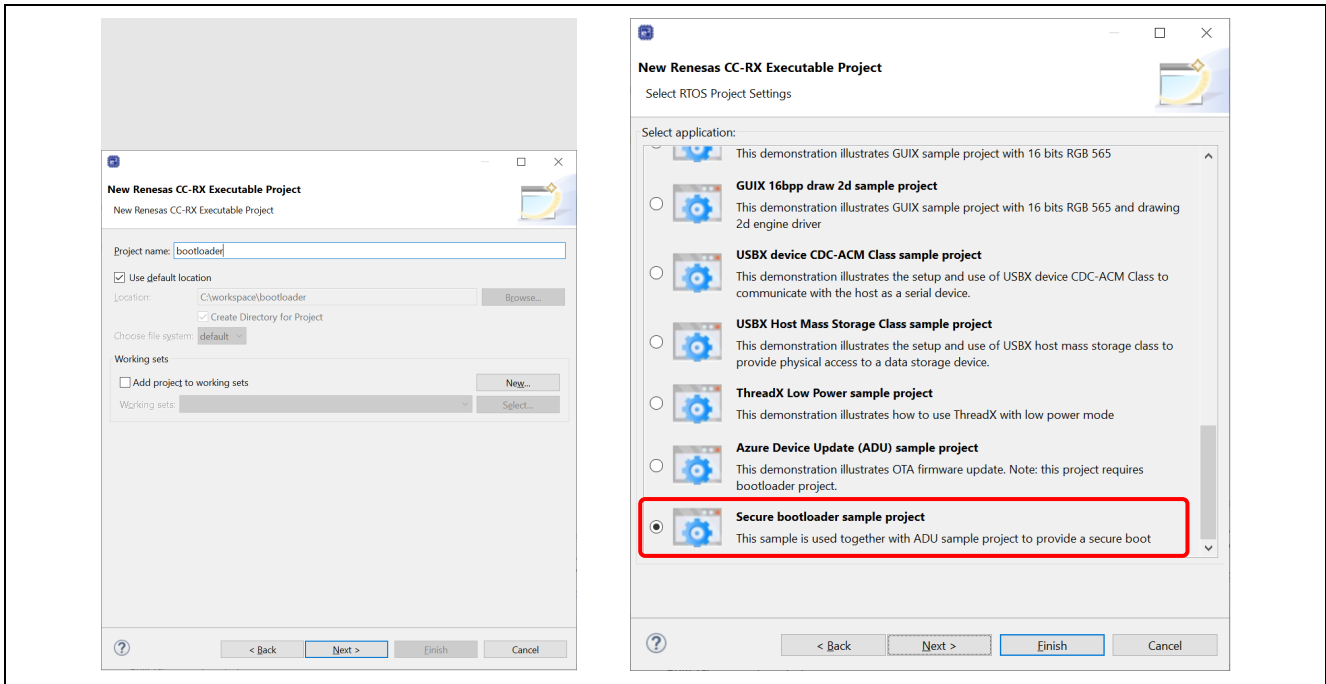 New Renesas CC-RX Executable Project
New Renesas CC-RX Executable Project
Project name: bootloader
Use default location
Location: C:\workspace\bootloader Browse...
Create Directory for Project
Choose file system: default
Working sets
Add project to working sets New...
Working sets: Select...
? < Back Next > Finish Cancel
New Renesas CC-RX Executable Project
Select RTOS Project Settings
Select application:
This demonstration illustrates GUIX sample project with 16 bits RGB 565
GUIX 16bpp draw 2d sample project
This demonstration illustrates GUIX sample project with 16 bits RGB 565 and drawing
2d engine driver
USBX device CDC-ACM Class sample project
This demonstration illustrates the setup and use of USBX device CDC-ACM Class to
communicate with the host as a serial device.
USBX Host Mass Storage Class sample project
This demonstration illustrates the setup and use of USBX host mass storage class to
provide physical access to a data storage device.
ThreadX Low Power sample project
This demonstration illustrates how to use ThreadX with low power mode
Azure Device Update (ADU) sample project
This demonstration illustrates OTA firmware update. Note: this project requires
bootloader project.
Secure bootloader sample project
This sample is used together with ADU sample project to provide a secure boot
? < Back Next > Finish Cancel